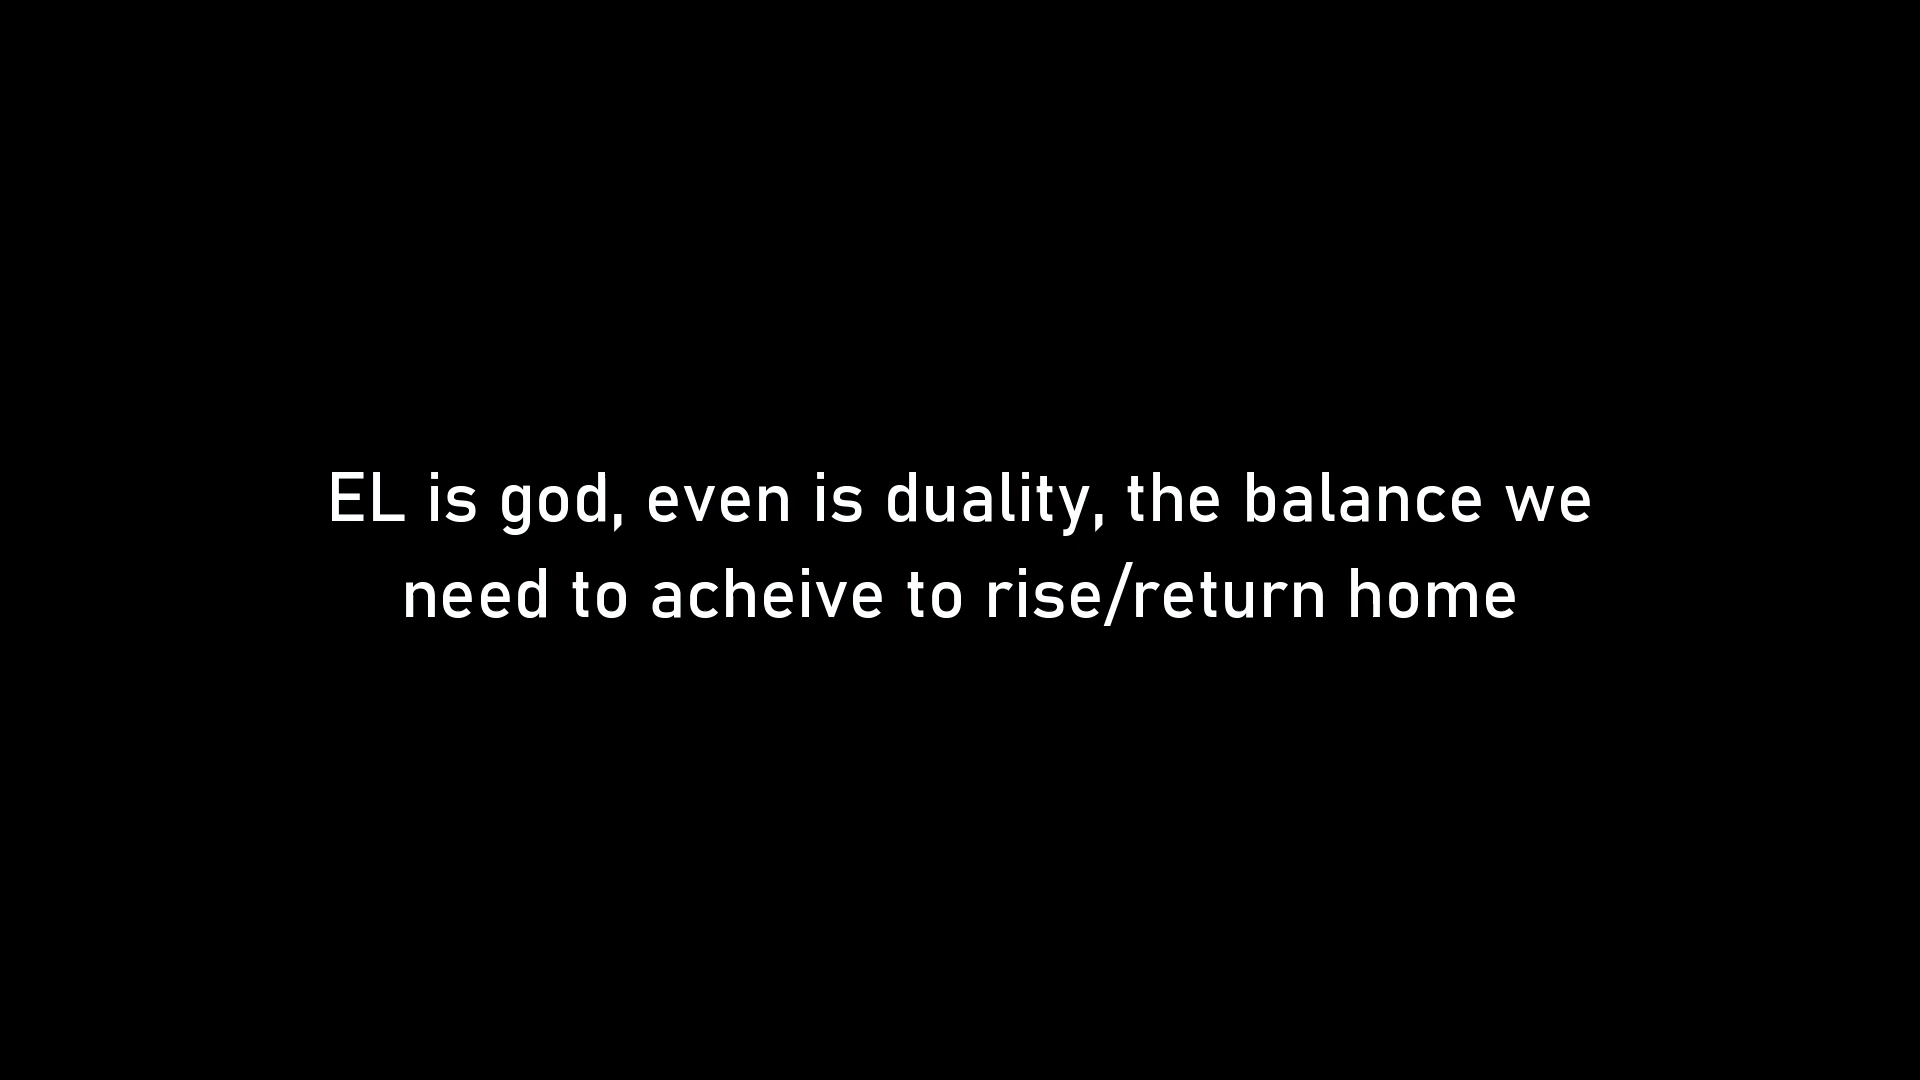 EL is god, even is duality, the balance we
need to acheive to rise/return home